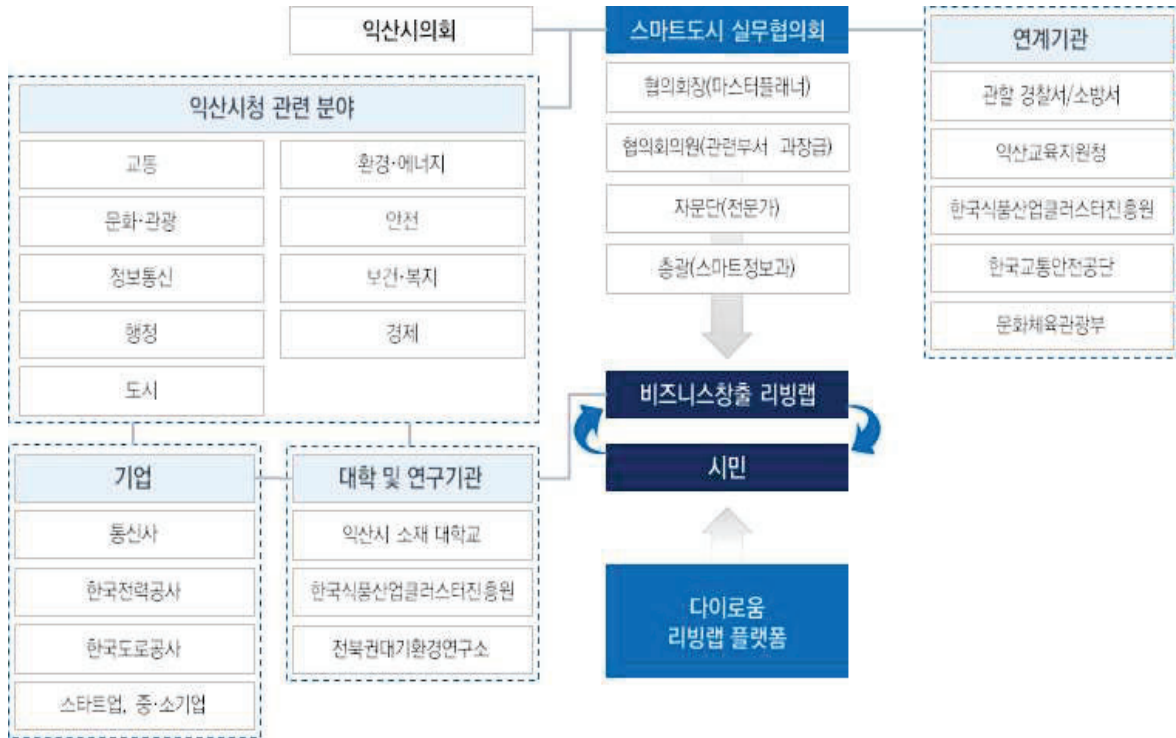 익산시의회
스마트도시 실무협의회
협의회장(마스터플래너)
협의회의원(관련부서 과장급)
자문단(전문가)
총괄(스마트정보과)
연계기관
관할 경찰서/소방서
익산교육지원청
한국식품산업클러스터진흥원
한국교통안전공단
문화체육관광부
익산시청 관련 분야
교통
환경·에너지
문화·관광
안전
정보통신
보건·복지
행정
경제
도시
비즈니스창출 리빙랩
시민
기업
통신사
한국전력공사
한국도로공사
스타트업, 중·소기업
대학 및 연구기관
익산시 소재 대학교
한국식품산업클러스터진흥원
전북권대기환경연구소
다이로움
리빙랩 플랫폼